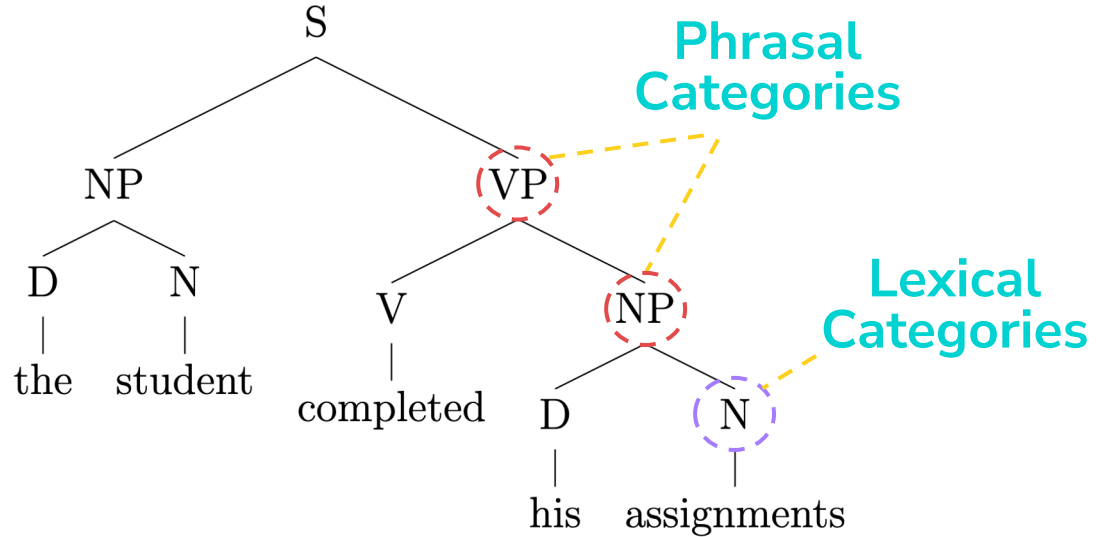 S
Phrasal
Categories
NP
VP
D
N
V
NP
Lexical
Categories
the
student
completed
D
N
his
assignments